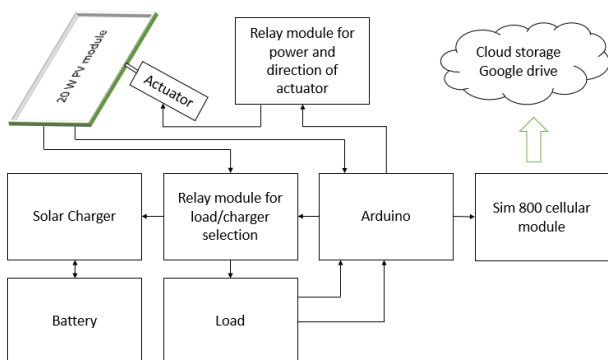 20 W PV module
Actuator
Relay module for
power and
direction of
actuator
Cloud storage
Google drive
Solar Charger
Relay module for
load/charger
selection
Arduino
Sim 800 cellular
module
Battery
Load